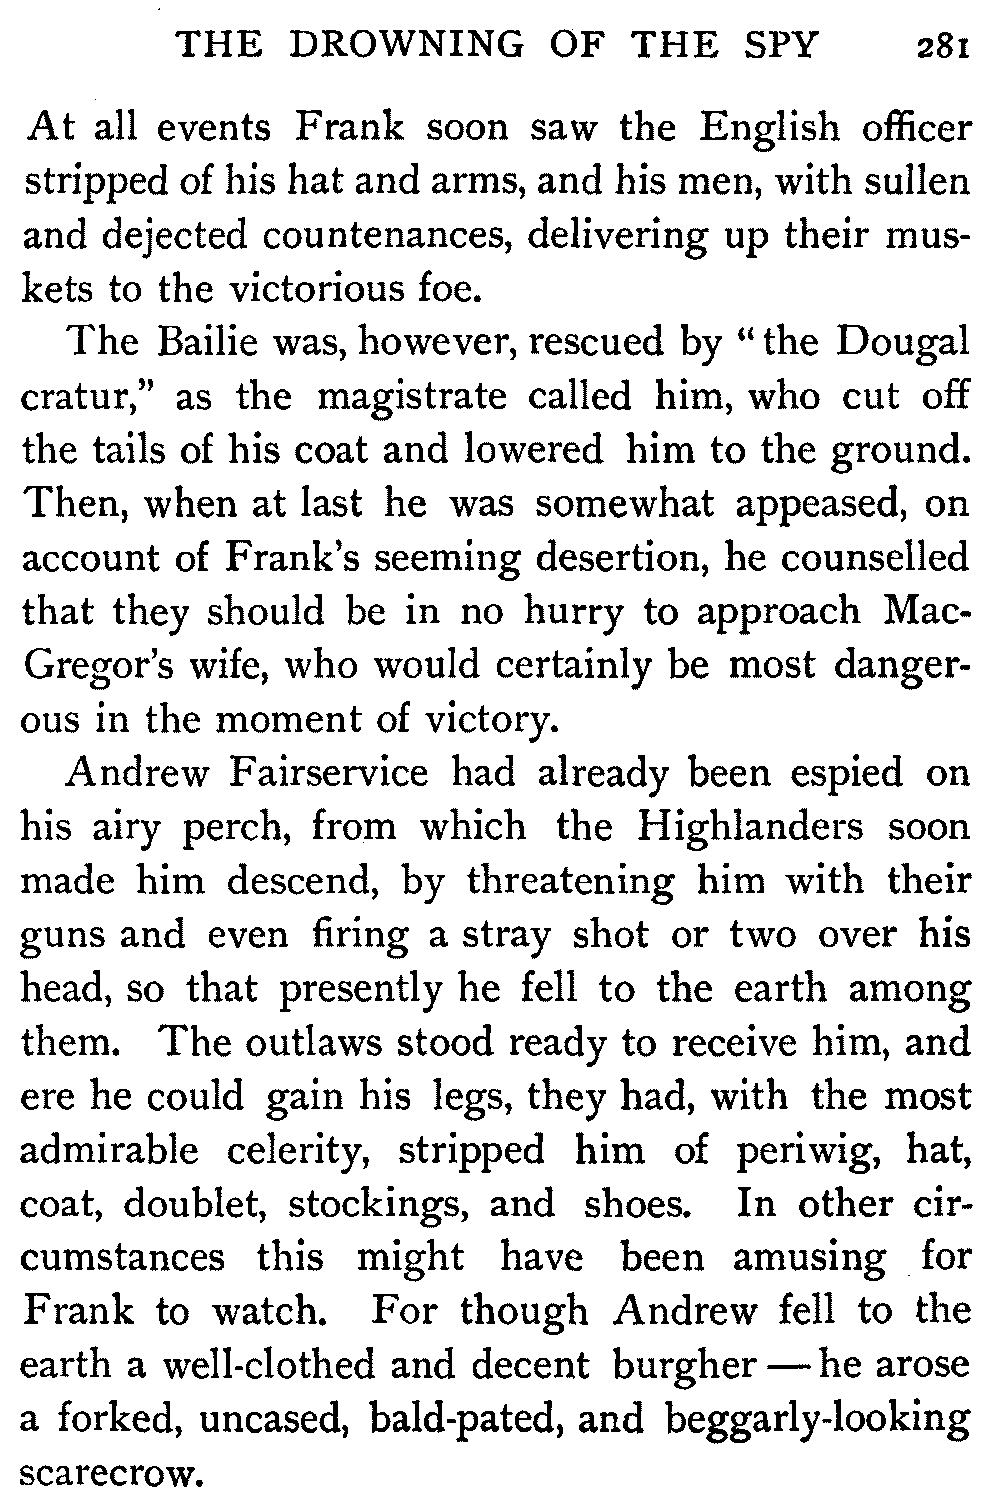 THE DROWNING OF THE SPY 281
At all events Frank soon saw the English officer
stripped of his hat and arms, and his men, with sullen
and dejected countenances, delivering up their mus-
kets to the victorious foe.
The Bailie was, however, rescued by “the Dougal
cratur,” as the magistrate called him, who cut off
the tails of his coat and lowered him to the ground.
Then, when at last he was somewhat appeased, on
account of Frank’s seeming desertion, he counselled
that they should be in no hurry to approach Mac-
Gregor’s wife, who would certainly be most danger-
ous in the moment of victory.
Andrew Fairservice had already been espied on
his airy perch, from which the Highlanders soon
made him descend, by threatening him with their
guns and even firing a stray shot or two over his
head, so that presently he fell to the earth among
them. The outlaws stood ready to receive him, and
ere he could gain his legs, they had, with the most
admirable celerity, stripped him of periwig, hat,
coat, doublet, stockings, and shoes. In other cir-
cumstances this might have been amusing for
Frank to watch. For though Andrew fell to the
earth a well-clothed and decent burgher — he arose
a forked, uncased, bald-pated, and beggarly-looking
scarecrow.